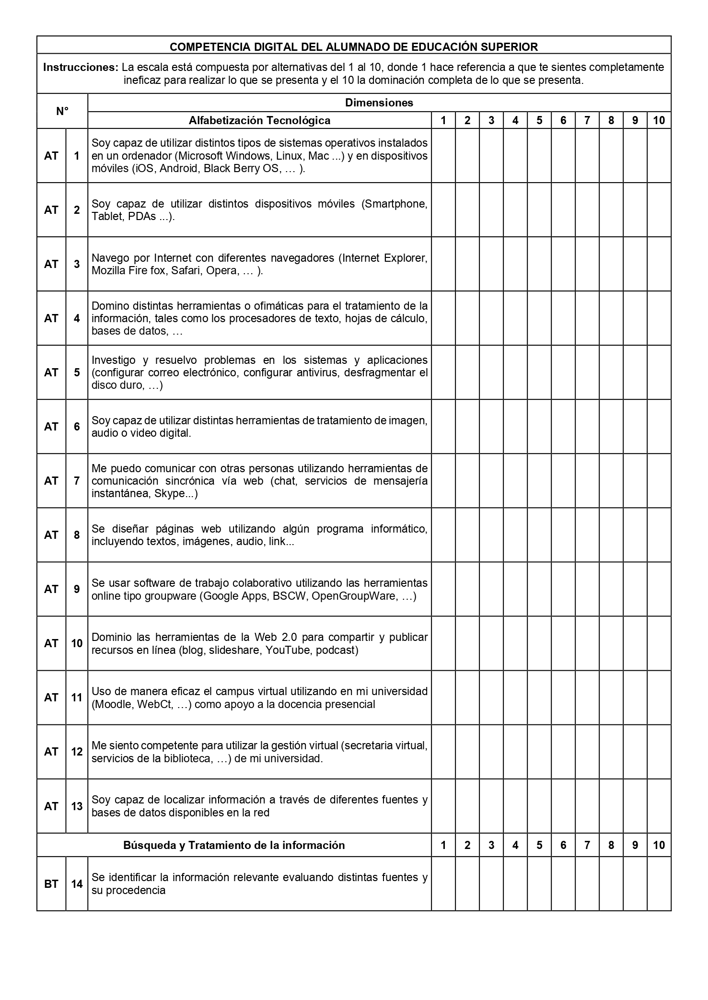 COMPETENCIA DIGITAL DEL ALUMNADO DE EDUCACIÓN SUPERIOR
Instrucciones: La escala está compuesta por alternativas del 1 al 10, donde 1 hace referencia a que te sientes completamente
ineficaz para realizar lo que se presenta y el 10 la dominación completa de lo que se presenta.
N°
Dimensiones
Alfabetización Tecnológica 1 2 3 4 5 6 7 8 9 10
AT 1
Soy capaz de utilizar distintos tipos de sistemas operativos instalados
en un ordenador (Microsoft Windows, Linux, Mac ...) y en dispositivos
móviles (iOS, Android, Black Berry OS, … ).
AT 2
Soy capaz de utilizar distintos dispositivos móviles (Smartphone,
Tablet, PDAs ...).
AT 3
Navego por Internet con diferentes navegadores (Internet Explorer,
Mozilla Fire fox, Safari, Opera, … ).
AT 4
Domino distintas herramientas o ofimáticas para el tratamiento de la
información, tales como los procesadores de texto, hojas de cálculo,
bases de datos, …
AT 5
Investigo y resuelvo problemas en los sistemas y aplicaciones
(configurar correo electrónico, configurar antivirus, desfragmentar el
disco duro, …)
AT 6
Soy capaz de utilizar distintas herramientas de tratamiento de imagen,
audio o video digital.
AT 7
Me puedo comunicar con otras personas utilizando herramientas de
comunicación sincrónica vía web (chat, servicios de mensajería
instantánea, Skype...)
AT 8
Se diseñar páginas web utilizando algún programa informático,
incluyendo textos, imágenes, audio, link...
AT 9
Se usar software de trabajo colaborativo utilizando las herramientas
online tipo groupware (Google Apps, BSCW, OpenGroupWare, …)
AT 10
Dominio las herramientas de la Web 2.0 para compartir y publicar
recursos en línea (blog, slideshare, YouTube, podcast)
AT 11
Uso de manera eficaz el campus virtual utilizando en mi universidad
(Moodle, WebCt, …) como apoyo a la docencia presencial
AT 12
Me siento competente para utilizar la gestión virtual (secretaria virtual,
servicios de la biblioteca, …) de mi universidad.
AT 13
Soy capaz de localizar información a través de diferentes fuentes y
bases de datos disponibles en la red
Búsqueda y Tratamiento de la información 1 2 3 4 5 6 7 8 9 10
BT 14
Se identificar la información relevante evaluando distintas fuentes y
su procedencia